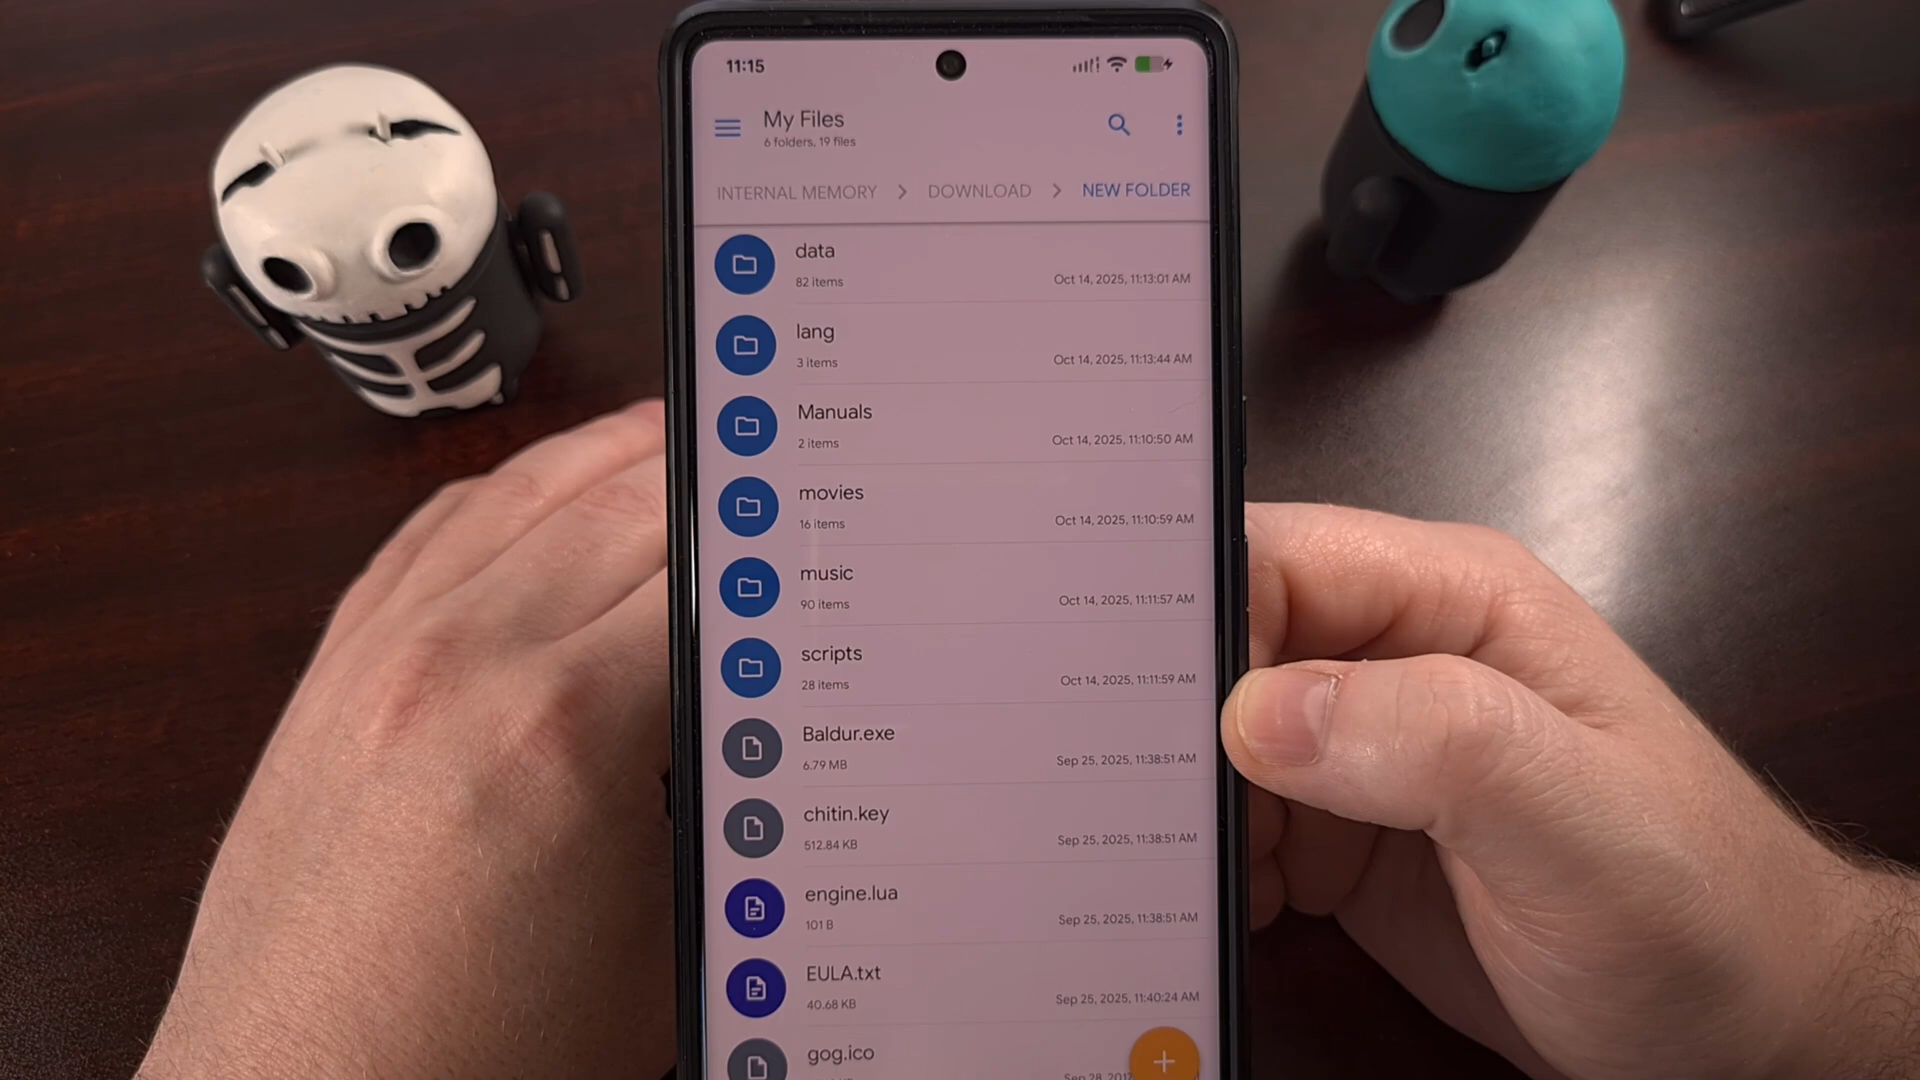 11:15
My Files
6 folders, 19 files
INTERNAL MEMORY > DOWNLOAD > NEW FOLDER
data
82 items Oct 14, 2025, 11:13:01 AM
lang
3 items Oct 14, 2025, 11:13:44 AM
Manuals
2 items Oct 14, 2025, 11:10:50 AM
movies
16 items Oct 14, 2025, 11:10:59 AM
music
90 items Oct 14, 2025, 11:11:57 AM
scripts
28 items Oct 14, 2025, 11:11:59 AM
Baldur.exe
6.79 MB Sep 25, 2025, 11:38:51 AM
chitin.key
512.84 KB Sep 25, 2025, 11:38:51 AM
engine.lua
101 B Sep 25, 2025, 11:38:51 AM
EULA.txt
40.68 KB Sep 25, 2025, 11:40:24 AM
gog.ico
Sep 28, 2017